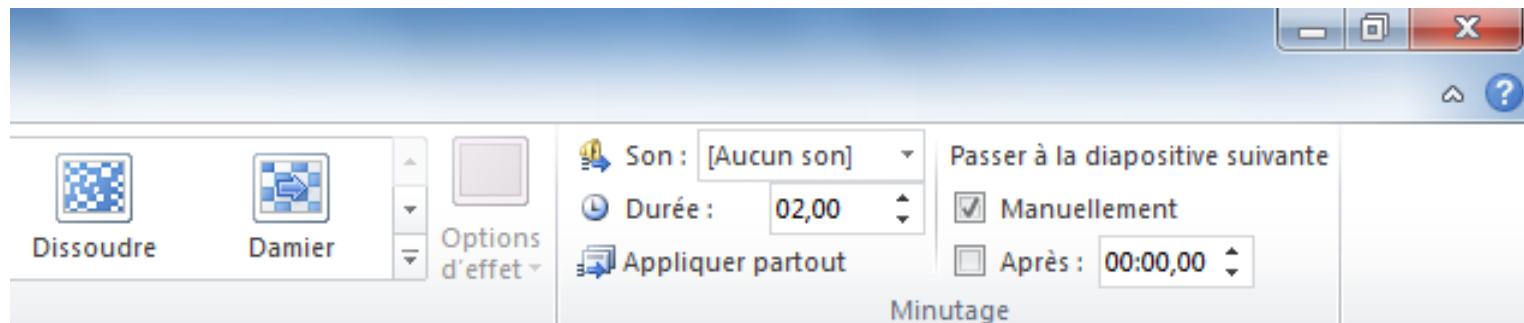 Son : [Aucun son]
Passer à la diapositive suivante
Durée : 02,00
Manuellement
Dissoudre
Damier
Options
d'effet
Appliquer partout
Après : 00:00,00
Minutage